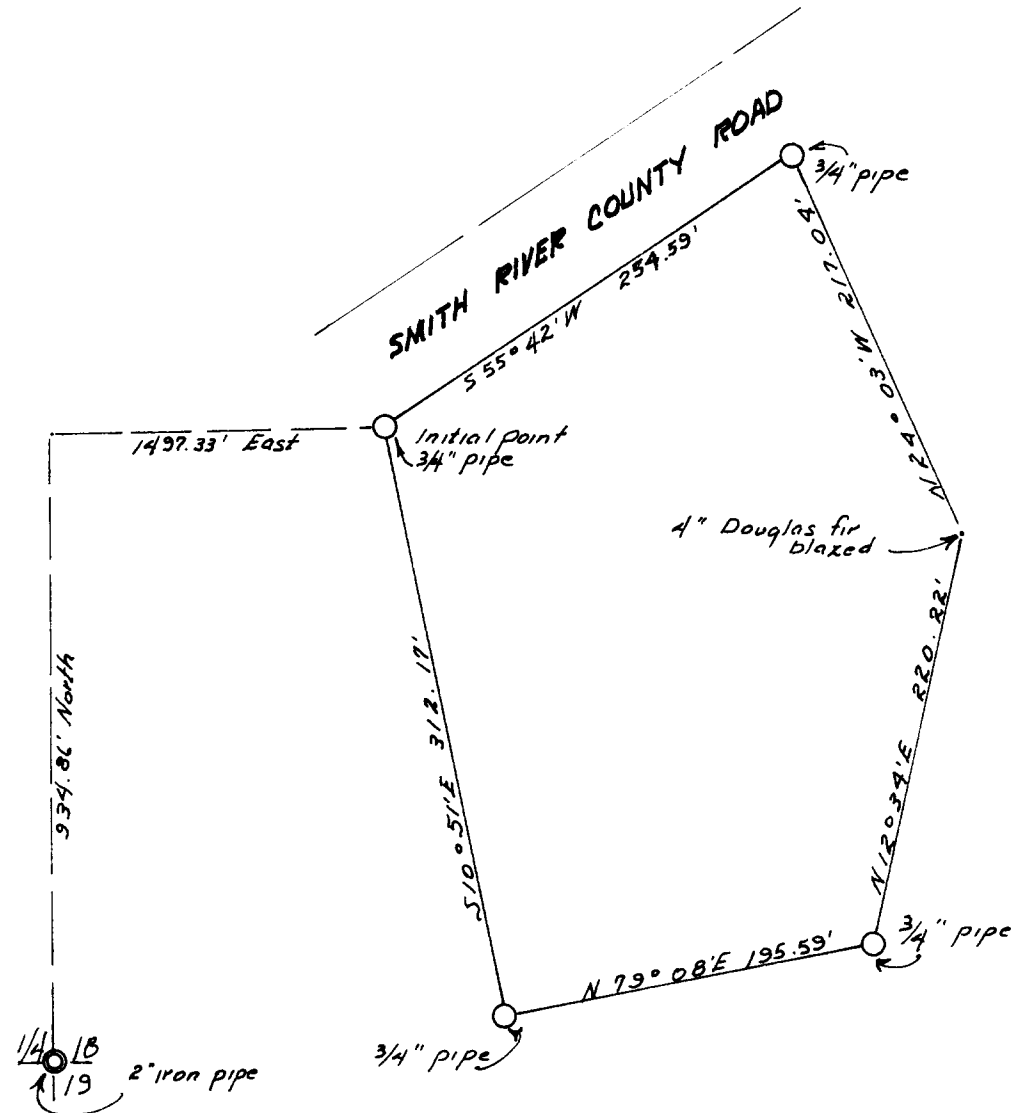 SMITH RIVER COUNTY ROAD
3/4" pipe
S 55° 42' W 254.59'
N 24° 03' W 217.04'
1497.33' East
Initial point
3/4" pipe
4" Douglas fir
blazed
934.86' North
S 10° 51' E 312.17'
N 12° 34' E 220.22'
N 79° 08' E 195.59'
3/4" pipe
3/4" pipe
1/4 18
19
2" iron pipe